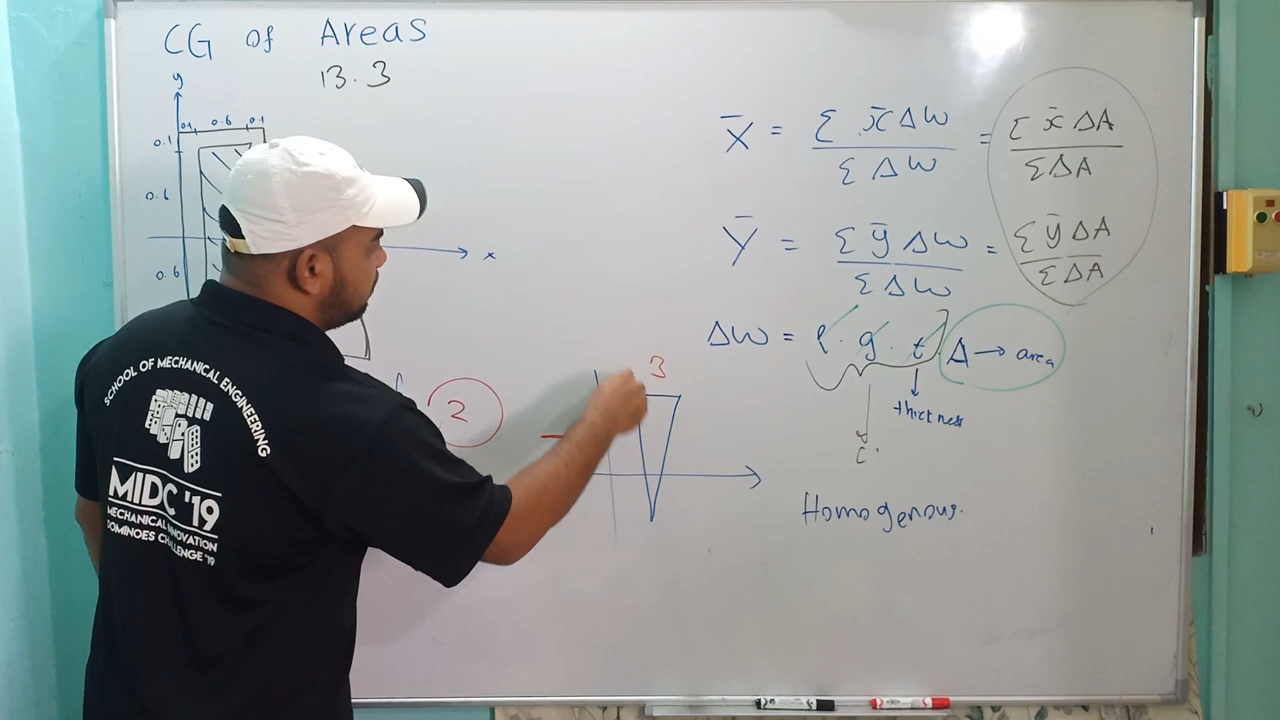 CG of Areas
13.3
y
0.1 0.6 0.1
0.1
0.6
0.6
x
X̄ = Σ x̄ ΔW / Σ ΔW = Σ x̄ ΔA / ΣΔA
Ȳ = Σ ȳ ΔW / Σ ΔW = Σ ȳ ΔA / ΣΔA
ΔW = ρ . g . t . A → area
thickness
C
Homogenous.
2
3
SCHOOL OF MECHANICAL ENGINEERING
MIDC '19
MECHANICAL INNOVATION
DOMINOES CHALLENGE '19